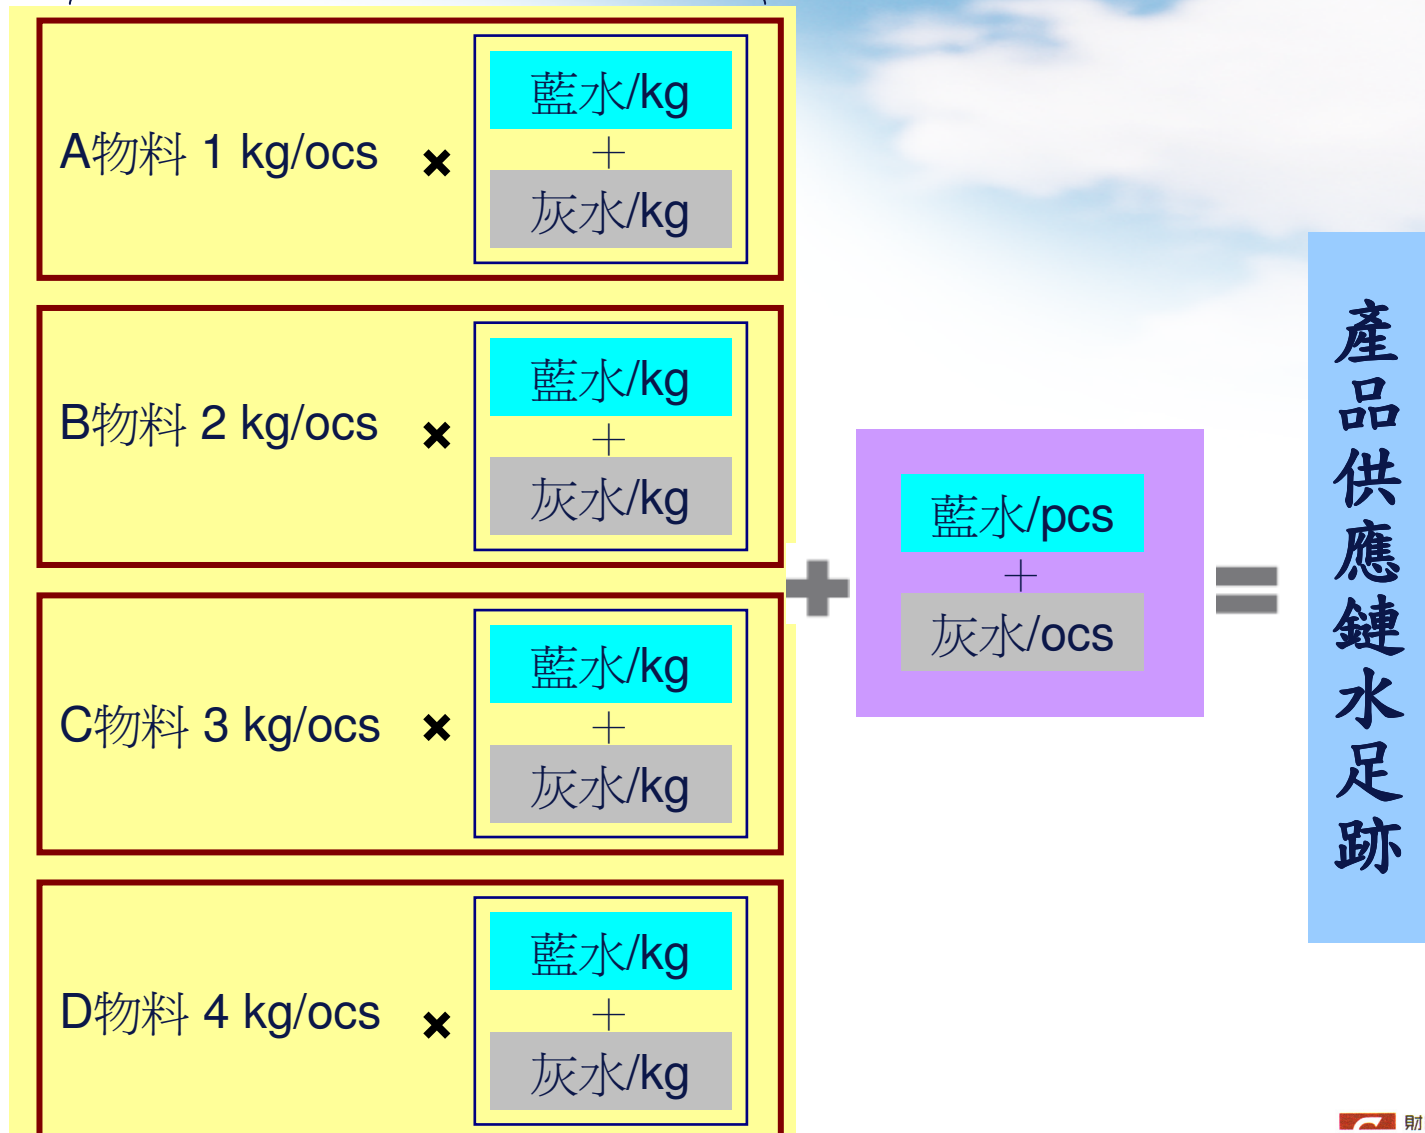 A物料 1 kg/ocs
×
藍水/kg
＋
灰水/kg
B物料 2 kg/ocs
×
藍水/kg
＋
灰水/kg
C物料 3 kg/ocs
×
藍水/kg
＋
灰水/kg
D物料 4 kg/ocs
×
藍水/kg
＋
灰水/kg
+
藍水/pcs
＋
灰水/ocs
=
產品供應鏈水足跡
財